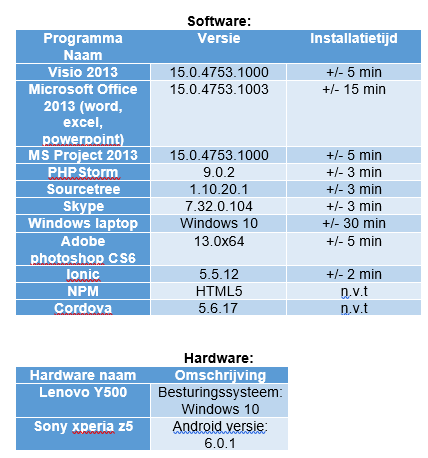 Software:
Programma Naam Versie Installatietijd
Visio 2013 15.0.4753.1000 +/- 5 min
Microsoft Office 15.0.4753.1003 +/- 15 min
2013 (word,
excel,
powerpoint)
MS Project 2013 15.0.4753.1000 +/- 5 min
PHPStorm 9.0.2 +/- 3 min
Sourcetree 1.10.20.1 +/- 3 min
Skype 7.32.0.104 +/- 3 min
Windows laptop Windows 10 +/- 30 min
Adobe 13.0x64 +/- 5 min
photoshop CS6
Ionic 5.5.12 +/- 2 min
NPM HTML5 n.v.t
Cordova 5.6.17 n.v.t
Hardware:
Hardware naam Omschrijving
Lenovo Y500 Besturingssysteem:
Windows 10
Sony xperia z5 Android versie:
6.0.1